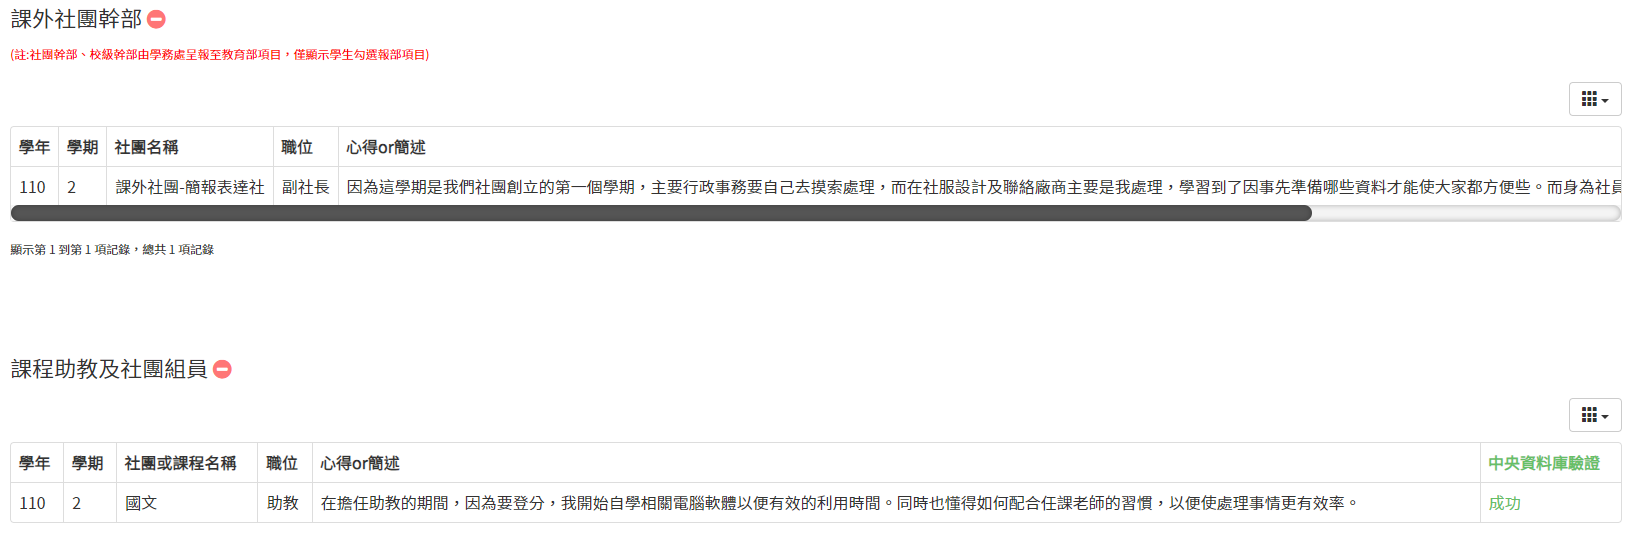 課外社團幹部
(註:社團幹部、校級幹部由學務處呈報至教育部項目，僅顯示學生勾選報部項目)
學年 學期 社團名稱 職位 心得or簡述
110 2 課外社團-簡報表達社 副社長 因為這學期是我們社團創立的第一個學期，主要行政事務要自己去摸索處理，而在社服設計及聯絡廠商主要是我處理，學習到了因事先準備哪些資料才能使大家都方便些。而身為社員
顯示第 1 到第 1 項記錄，總共 1 項記錄
課程助教及社團組員
學年 學期 社團或課程名稱 職位 心得or簡述 中央資料庫驗證
110 2 國文 助教 在擔任助教的期間，因為要登分，我開始自學相關電腦軟體以便有效的利用時間。同時也懂得如何配合任課老師的習慣，以便使處理事情更有效率。 成功